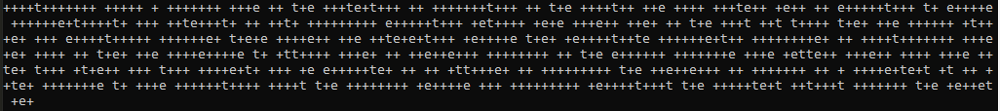 ++++t+++++++ +++++ + +++++++ +++e ++ t+e +++te+t+++ ++ +++++++t+++ ++ t+e ++++t++ ++e ++++ ++++te++ +e++ ++ e+++++t+++ t+ e++++e
 ++++++e+t++++t+ +++ ++te+++t+ ++ ++t+ +++++++++ e+++++t+++ +et++++ +e+e +++e++ ++e+ ++ t+e +++t ++t t++++ t+e+ ++e ++++++ +t++
+e+ +++ e++++t+++++ ++++++e+ t+e+e ++++e++ ++e ++te+e+t+++ +e++++e t+e+ +e++++t++te ++++++e+t++ ++++++++e+ ++ ++++t+++++++ +++e
+e+ ++++ ++ t+e+ ++e ++++e++++e t+ +tt++++ +++e+ ++ ++e++e+++ ++++++++ ++ t+e e++++++ +++++++e +++e +ette++ +++e++ ++++ +++e ++
te+ t+++ +t+e++ +++ t+++ ++++e+t+ +++ +e e+++++te+ ++ ++ +tt+++e+ ++ +++++++++ t+e ++e++e+++ ++ +++++++ ++ + ++++e+te+t +t ++ +
+te+ +++++++e t+ +++e ++++++t++++ ++++t t+e ++++++++ +e++++e +++ +++++++++ +e++++t+++t t+e +++++te+t ++t+++t +++++++ t+e +e+++et
 +e+